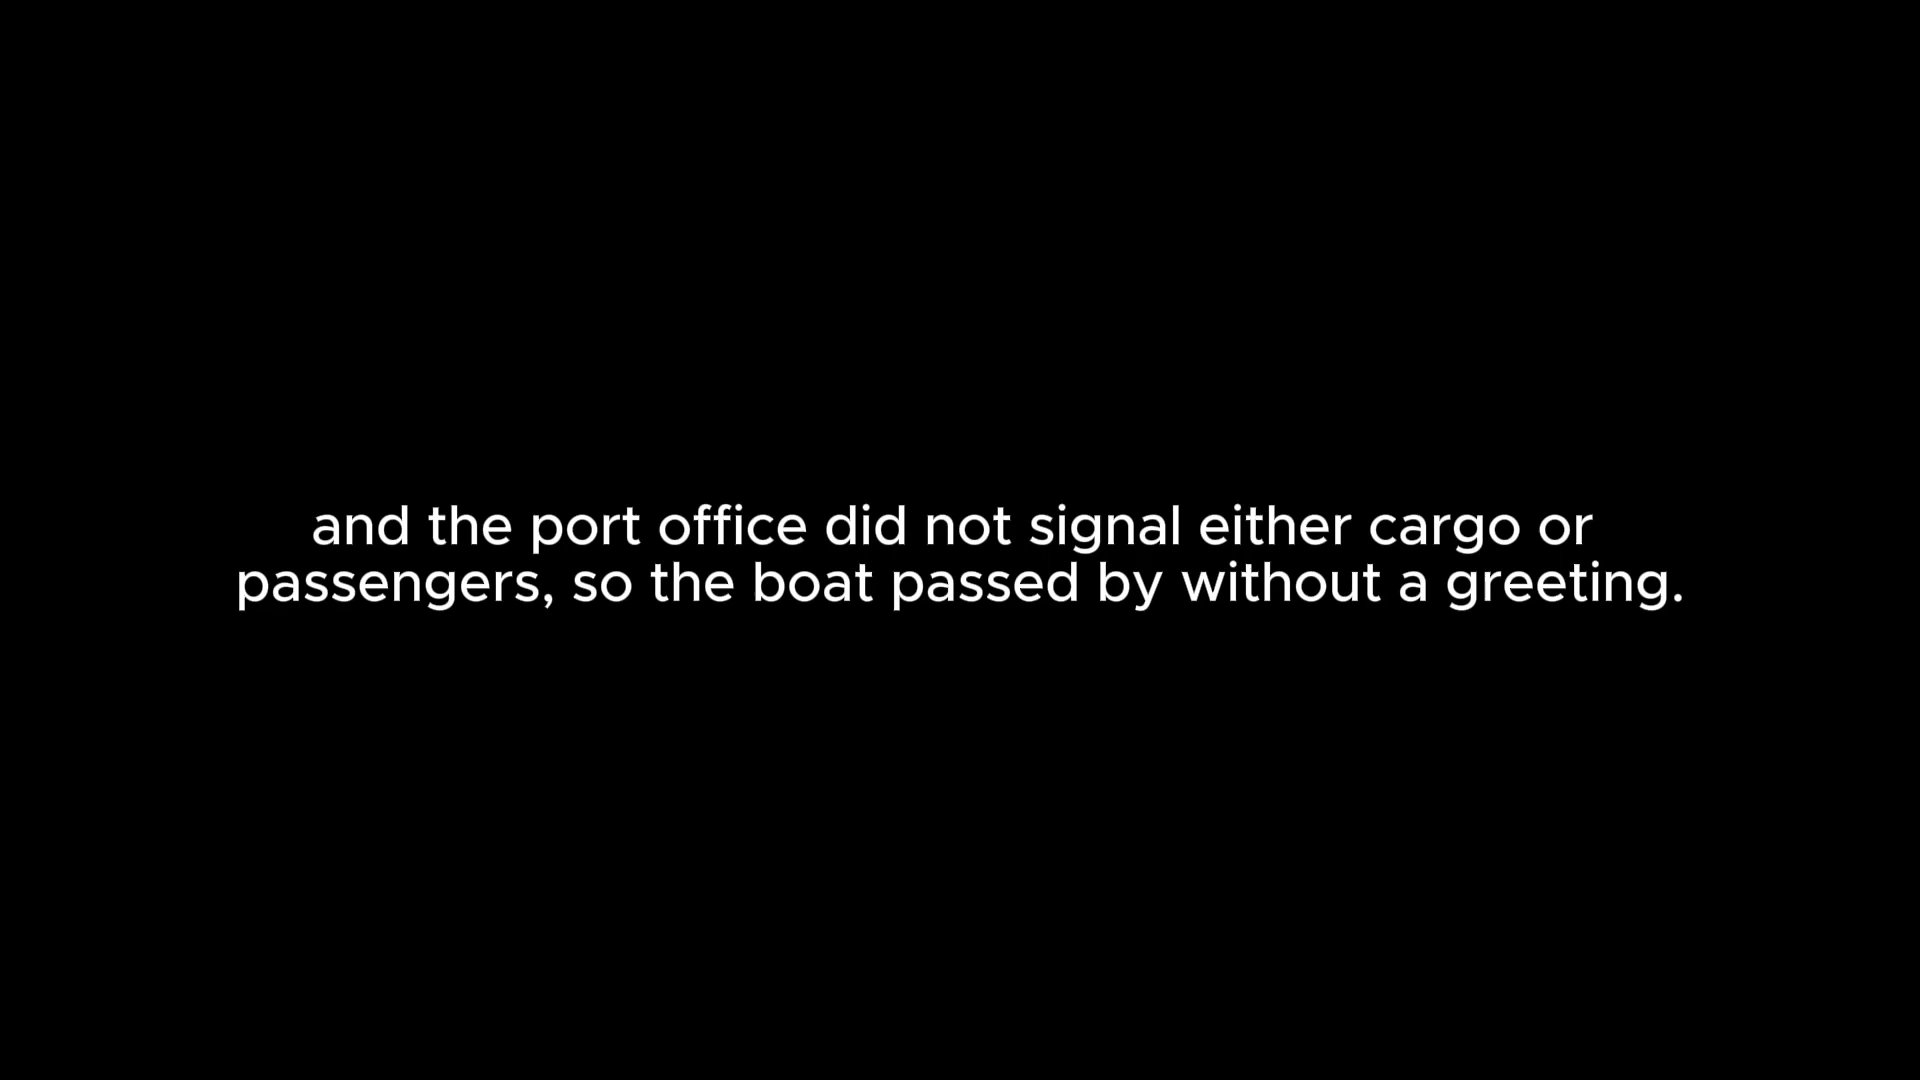 and the port office did not signal either cargo or
passengers, so the boat passed by without a greeting.